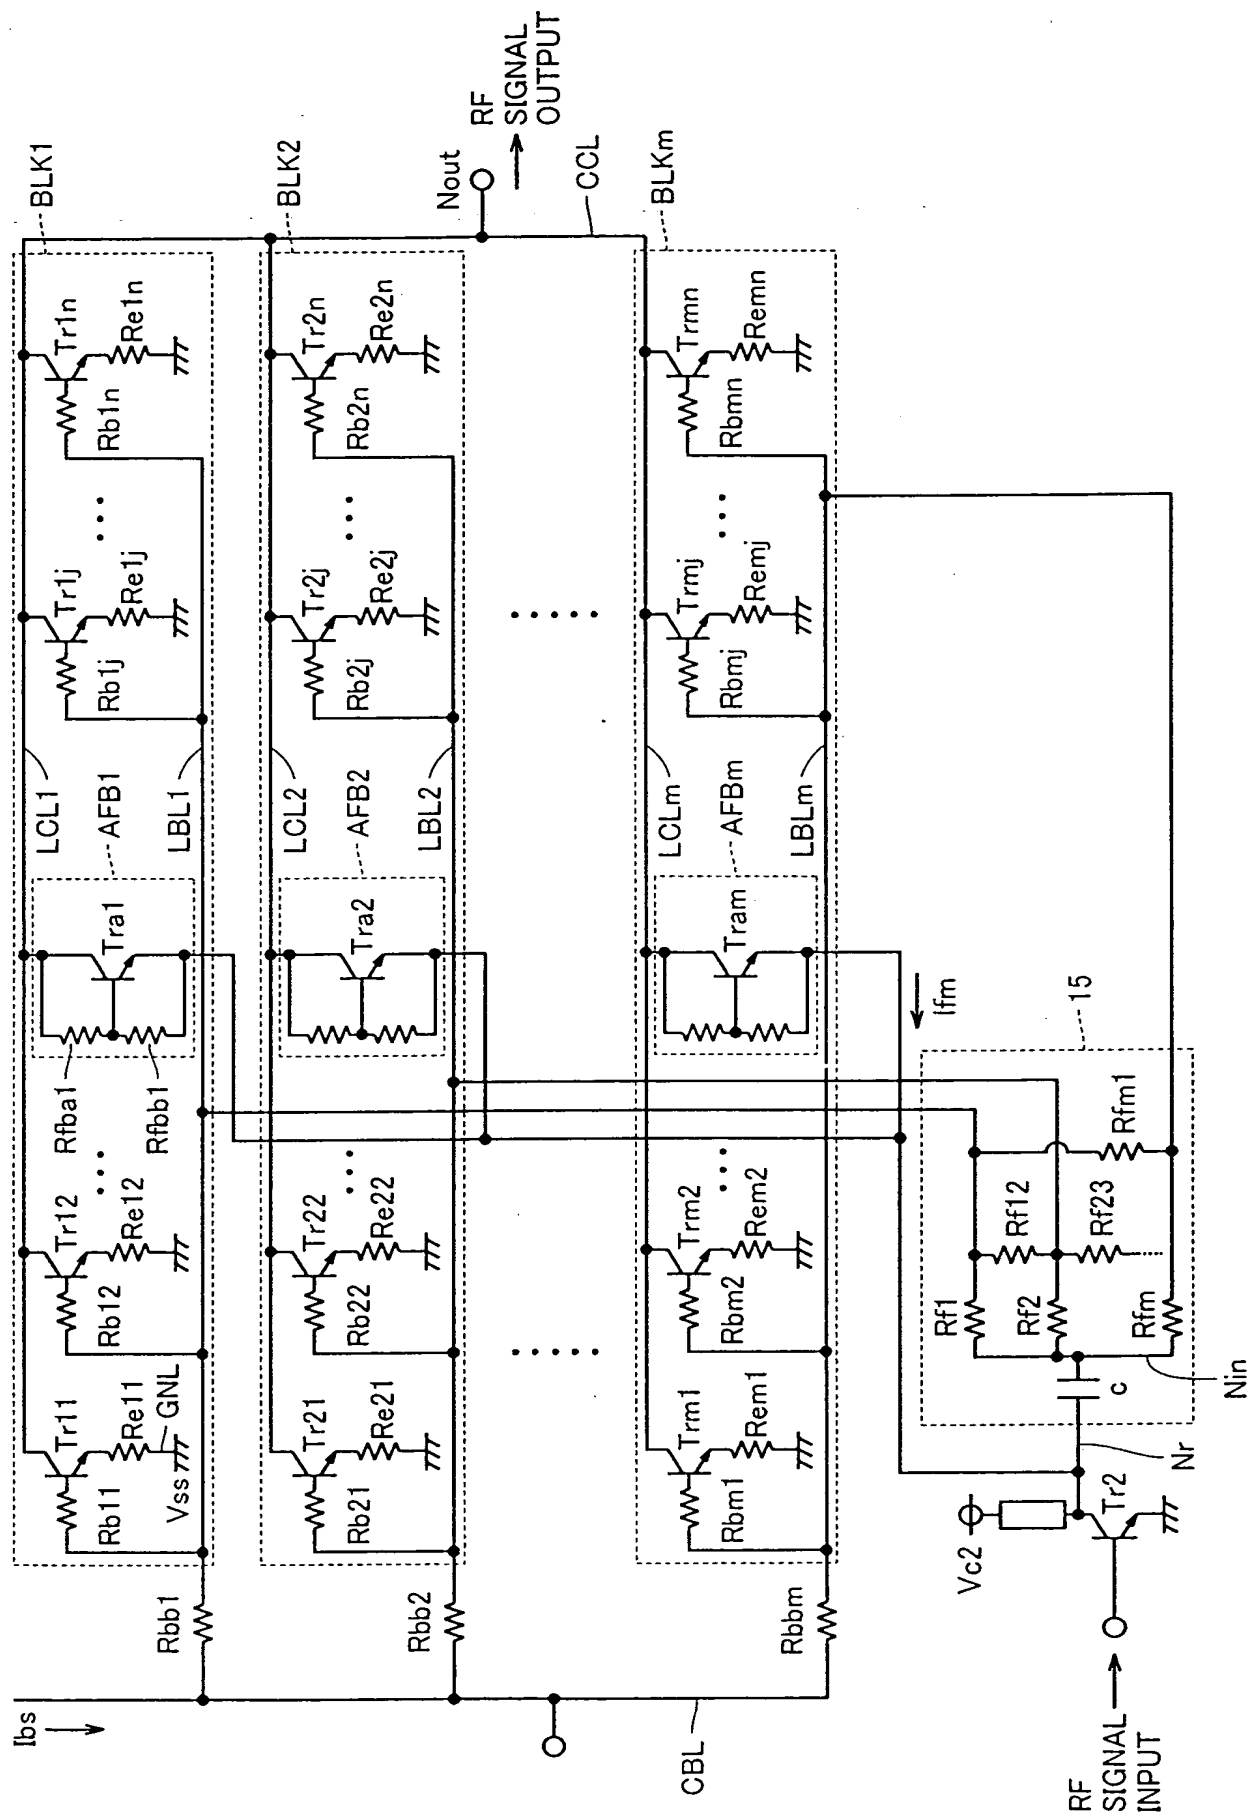 Ibs
Rbb1
Rb11
Tr11
Re11
GNL
Vss
Rb12
Tr12
Re12
Rfba1
Rfbb1
Tra1
AFB1
LCL1
LBL1
Rb1j
Tr1j
Re1j
Rb1n
Tr1n
Re1n
BLK1
Rbb2
Rb21
Tr21
Re21
Rb22
Tr22
Re22
Tra2
AFB2
LCL2
LBL2
Rb2j
Tr2j
Re2j
Rb2n
Tr2n
Re2n
BLK2
Nout
RF
SIGNAL
OUTPUT
CCL
CBL
Rbbm
Rbm1
Trm1
Rem1
Rbm2
Trm2
Rem2
Tram
AFBm
LCLm
LBLm
Rbmj
Trmj
Remj
Rbmn
Trmn
Remn
BLKm
Ifm
15
Rf1
Rf2
Rfm
Rf12
Rf23
Rfm1
c
Nin
Nr
Tr2
Vc2
RF
SIGNAL
INPUT